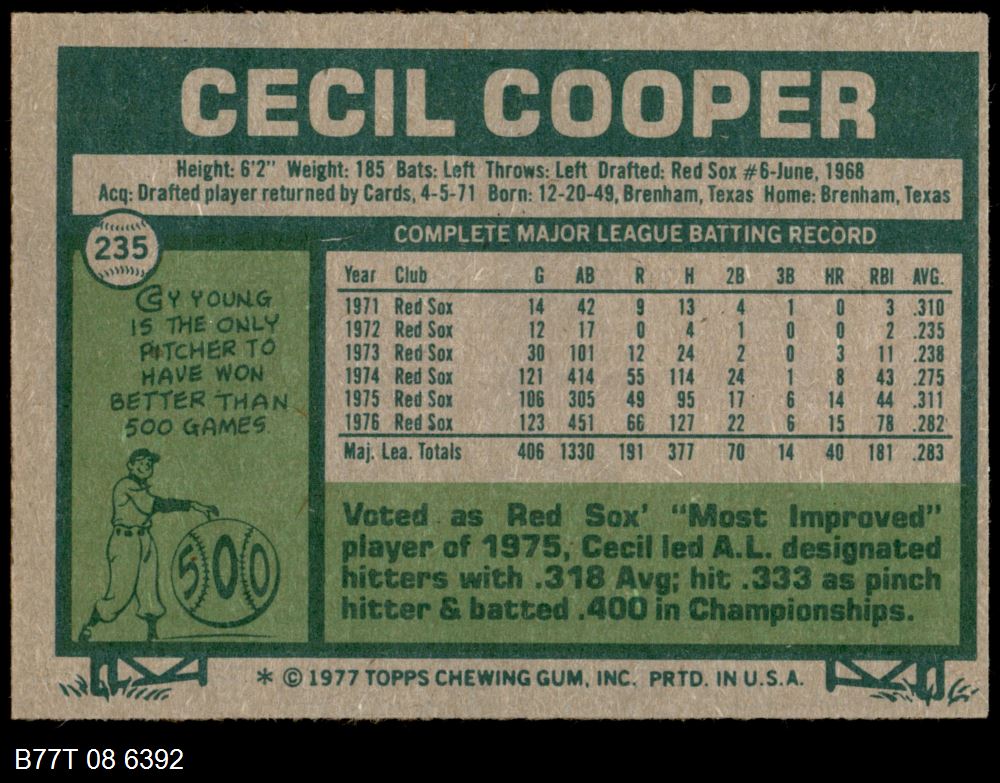 CECIL COOPER
Height: 6'2" Weight: 185 Bats: Left Throws: Left Drafted: Red Sox #6-June, 1968
Acq: Drafted player returned by Cards, 4-5-71 Born: 12-20-49, Brenham, Texas Home: Brenham, Texas
235
CY YOUNG
IS THE ONLY
PITCHER TO
HAVE WON
BETTER THAN
500 GAMES.
500
COMPLETE MAJOR LEAGUE BATTING RECORD
Year Club G AB R H 2B 3B HR RBI AVG.
1971 Red Sox 14 42 9 13 4 1 0 3 .310
1972 Red Sox 12 17 0 4 1 0 0 2 .235
1973 Red Sox 30 101 12 24 2 0 3 11 .238
1974 Red Sox 121 414 55 114 24 1 8 43 .275
1975 Red Sox 106 305 49 95 17 6 14 44 .311
1976 Red Sox 123 451 66 127 22 6 15 78 .282
Maj. Lea. Totals 406 1330 191 377 70 14 40 181 .283
Voted as Red Sox' "Most Improved"
player of 1975, Cecil led A.L. designated
hitters with .318 Avg; hit .333 as pinch
hitter & batted .400 in Championships.
* © 1977 TOPPS CHEWING GUM, INC. PRTD. IN U.S.A.
B77T 08 6392